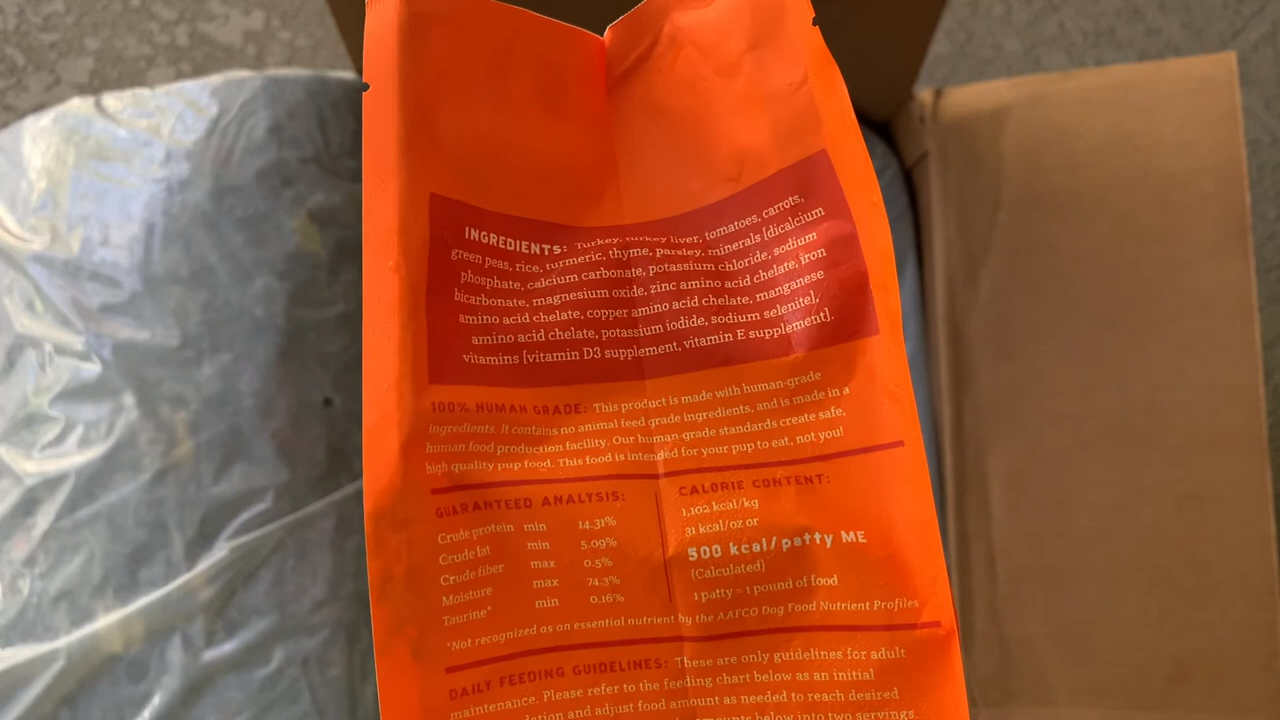 INGREDIENTS: Turkey, turkey liver, tomatoes, carrots,
green peas, rice, turmeric, thyme, parsley, minerals [dicalcium
phosphate, calcium carbonate, potassium chloride, sodium
bicarbonate, magnesium oxide, zinc amino acid chelate, iron
amino acid chelate, copper amino acid chelate, manganese
amino acid chelate, potassium iodide, sodium selenite],
vitamins [vitamin D3 supplement, vitamin E supplement].
100% HUMAN GRADE: This product is made with human-grade
ingredients. It contains no animal feed grade ingredients, and is made in a
human food production facility. Our human-grade standards create safe,
high quality pup food. This food is intended for your pup to eat, not you!
GUARANTEED ANALYSIS:
Crude protein min 14.31%
Crude fat min 5.09%
Crude fiber max 0.5%
Moisture max 74.3%
Taurine* min 0.16%
CALORIE CONTENT:
1,102 kcal/kg
31 kcal/oz or
500 kcal/patty ME
(Calculated)
1 patty = 1 pound of food
*Not recognized as an essential nutrient by the AAFCO Dog Food Nutrient Profiles
DAILY FEEDING GUIDELINES: These are only guidelines for adult
maintenance. Please refer to the feeding chart below as an initial
and adjust food amount as needed to reach desired
below into two servings.